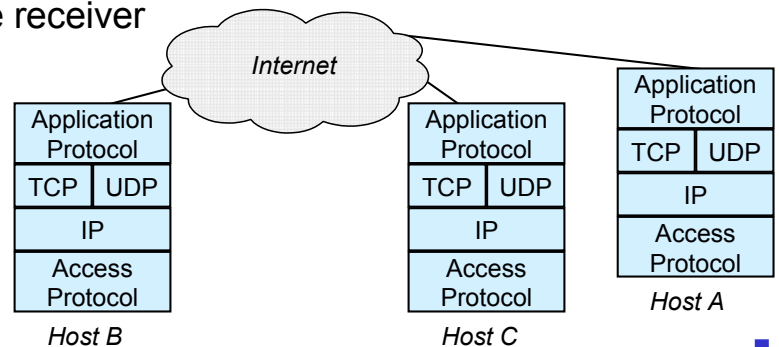 e receiver
Internet
Application
Protocol
TCP UDP
IP
Access
Protocol
Host B
Application
Protocol
TCP UDP
IP
Access
Protocol
Host C
Application
Protocol
TCP UDP
IP
Access
Protocol
Host A